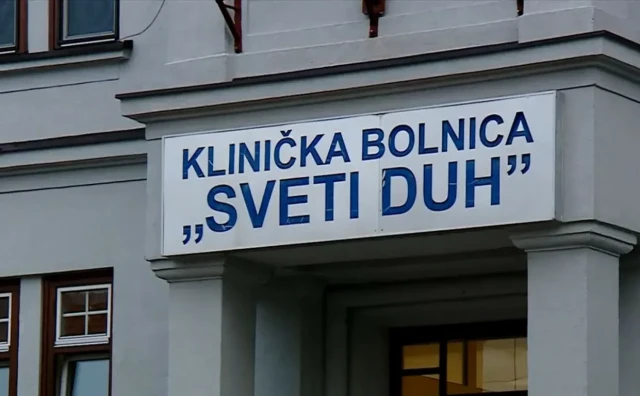 KLINIČKA BOLNICA
„SVETI DUH”